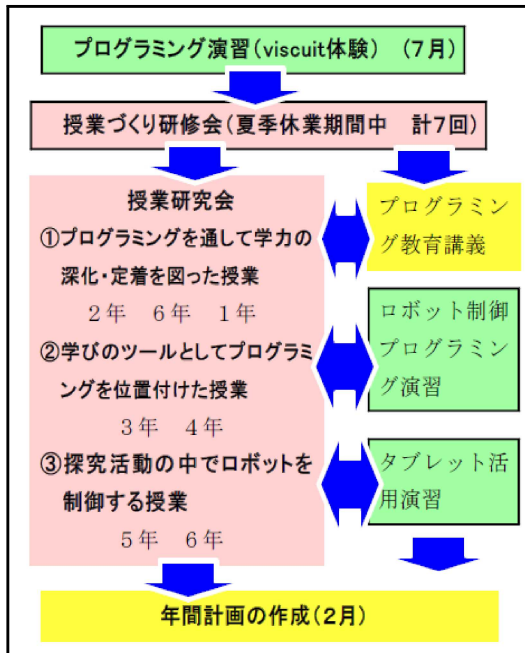 プログラミング演習(viscuit体験) (7月)
授業づくり研修会(夏季休業期間中 計7回)
授業研究会
①プログラミングを通して学力の
深化・定着を図った授業
2年 6年 1年
②学びのツールとしてプログラミ
ングを位置付けた授業
3年 4年
③探究活動の中でロボットを
制御する授業
5年 6年
プログラミン
グ教育講義
ロボット制御
プログラミン
グ演習
タブレット活
用演習
年間計画の作成(2月)